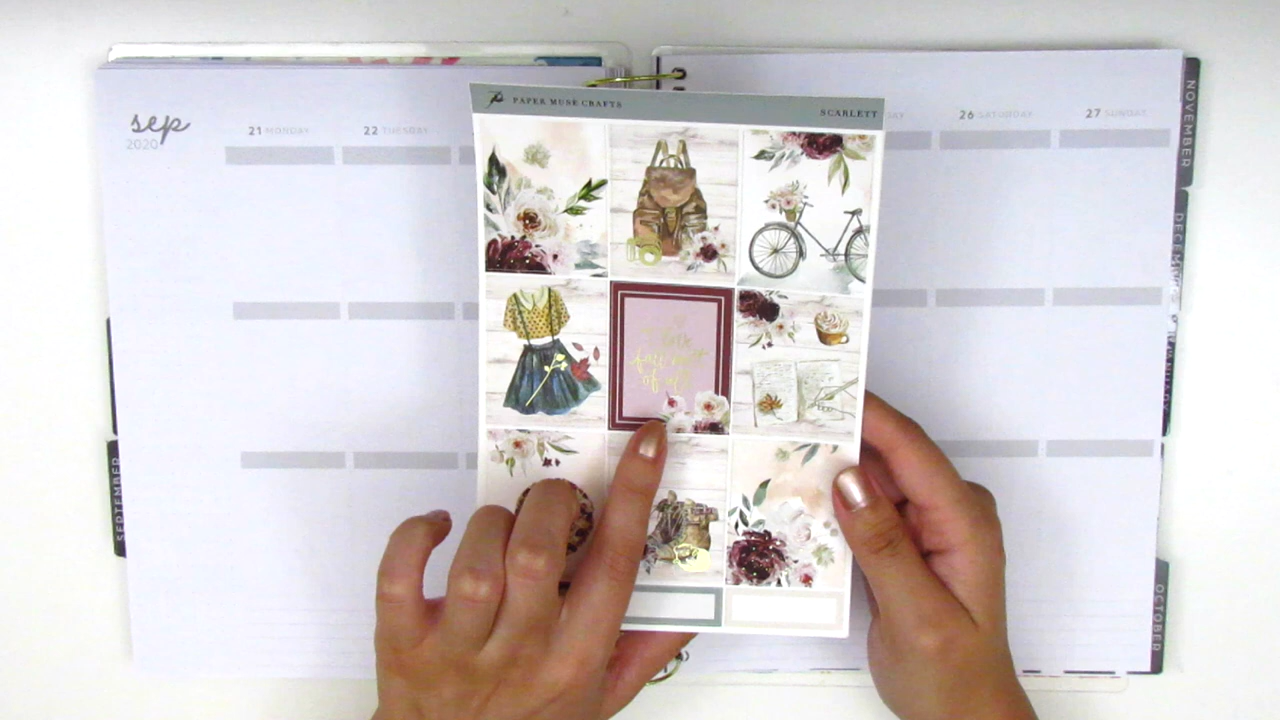 PAPER MUSE CRAFTS
SCARLETT
sep
2020
21 MONDAY
22 TUESDAY
26 SATURDAY
27 SUNDAY
NOVEMBER
SEPTEMBER
OCTOBER